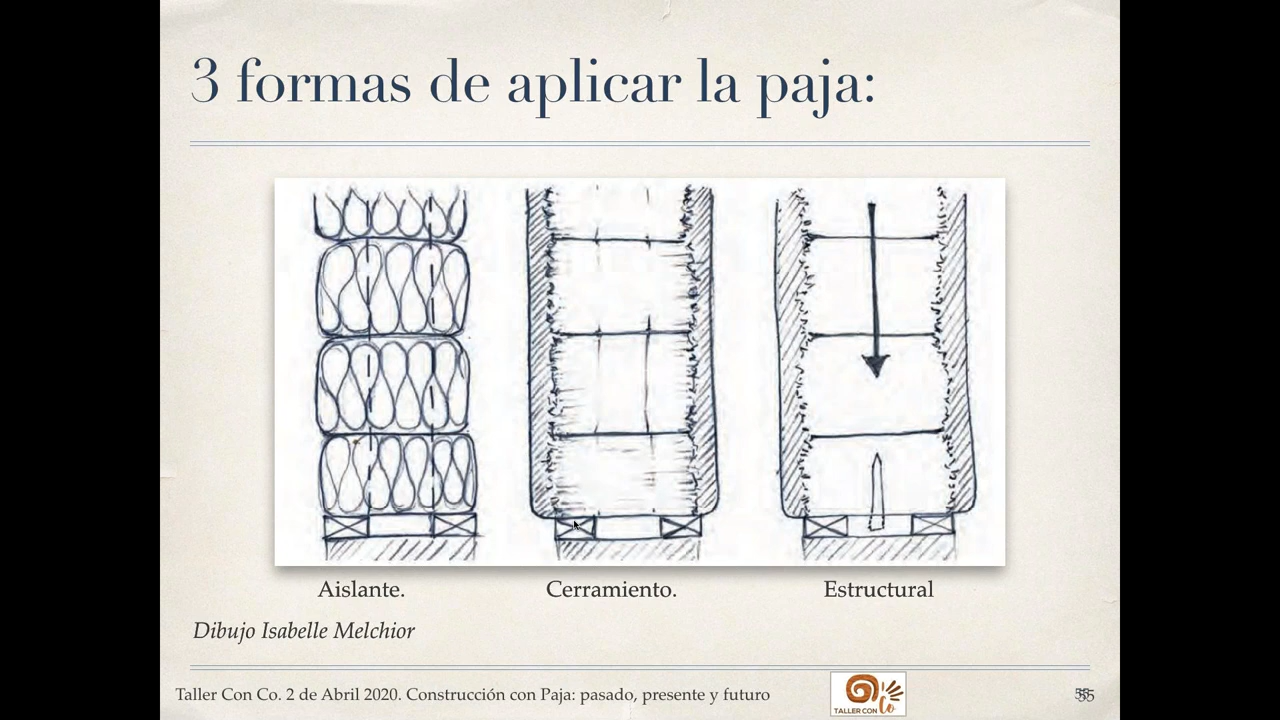 3 formas de aplicar la paja:
Aislante.
Cerramiento.
Estructural
Dibujo Isabelle Melchior
Taller Con Co. 2 de Abril 2020. Construcción con Paja: pasado, presente y futuro
TALLER CON Co